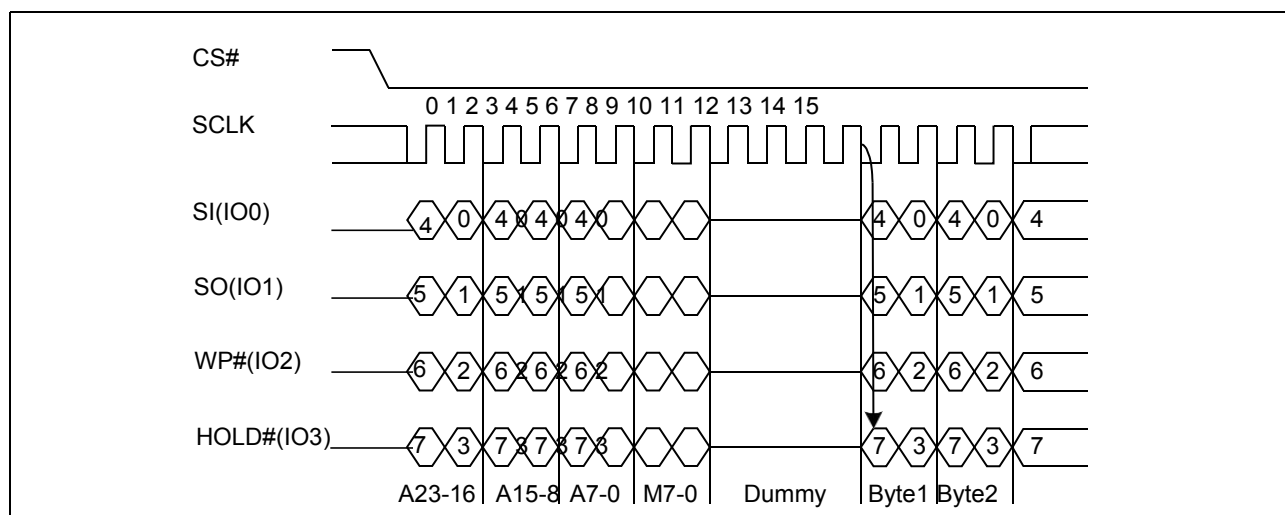 CS#
0 1 2 3 4 5 6 7 8 9 10 11 12 13 14 15
SCLK
SI(IO0) 4 0 4 0 4 0 4 0 4 0 4 0 4
SO(IO1) 5 1 5 1 5 1 5 1 5 1 5 1 5
WP#(IO2) 6 2 6 2 6 2 6 2 6 2 6 2 6
HOLD#(IO3) 7 3 7 3 7 3 7 3 7 3 7 3 7
A23-16 A15-8 A7-0 M7-0 Dummy Byte1 Byte2